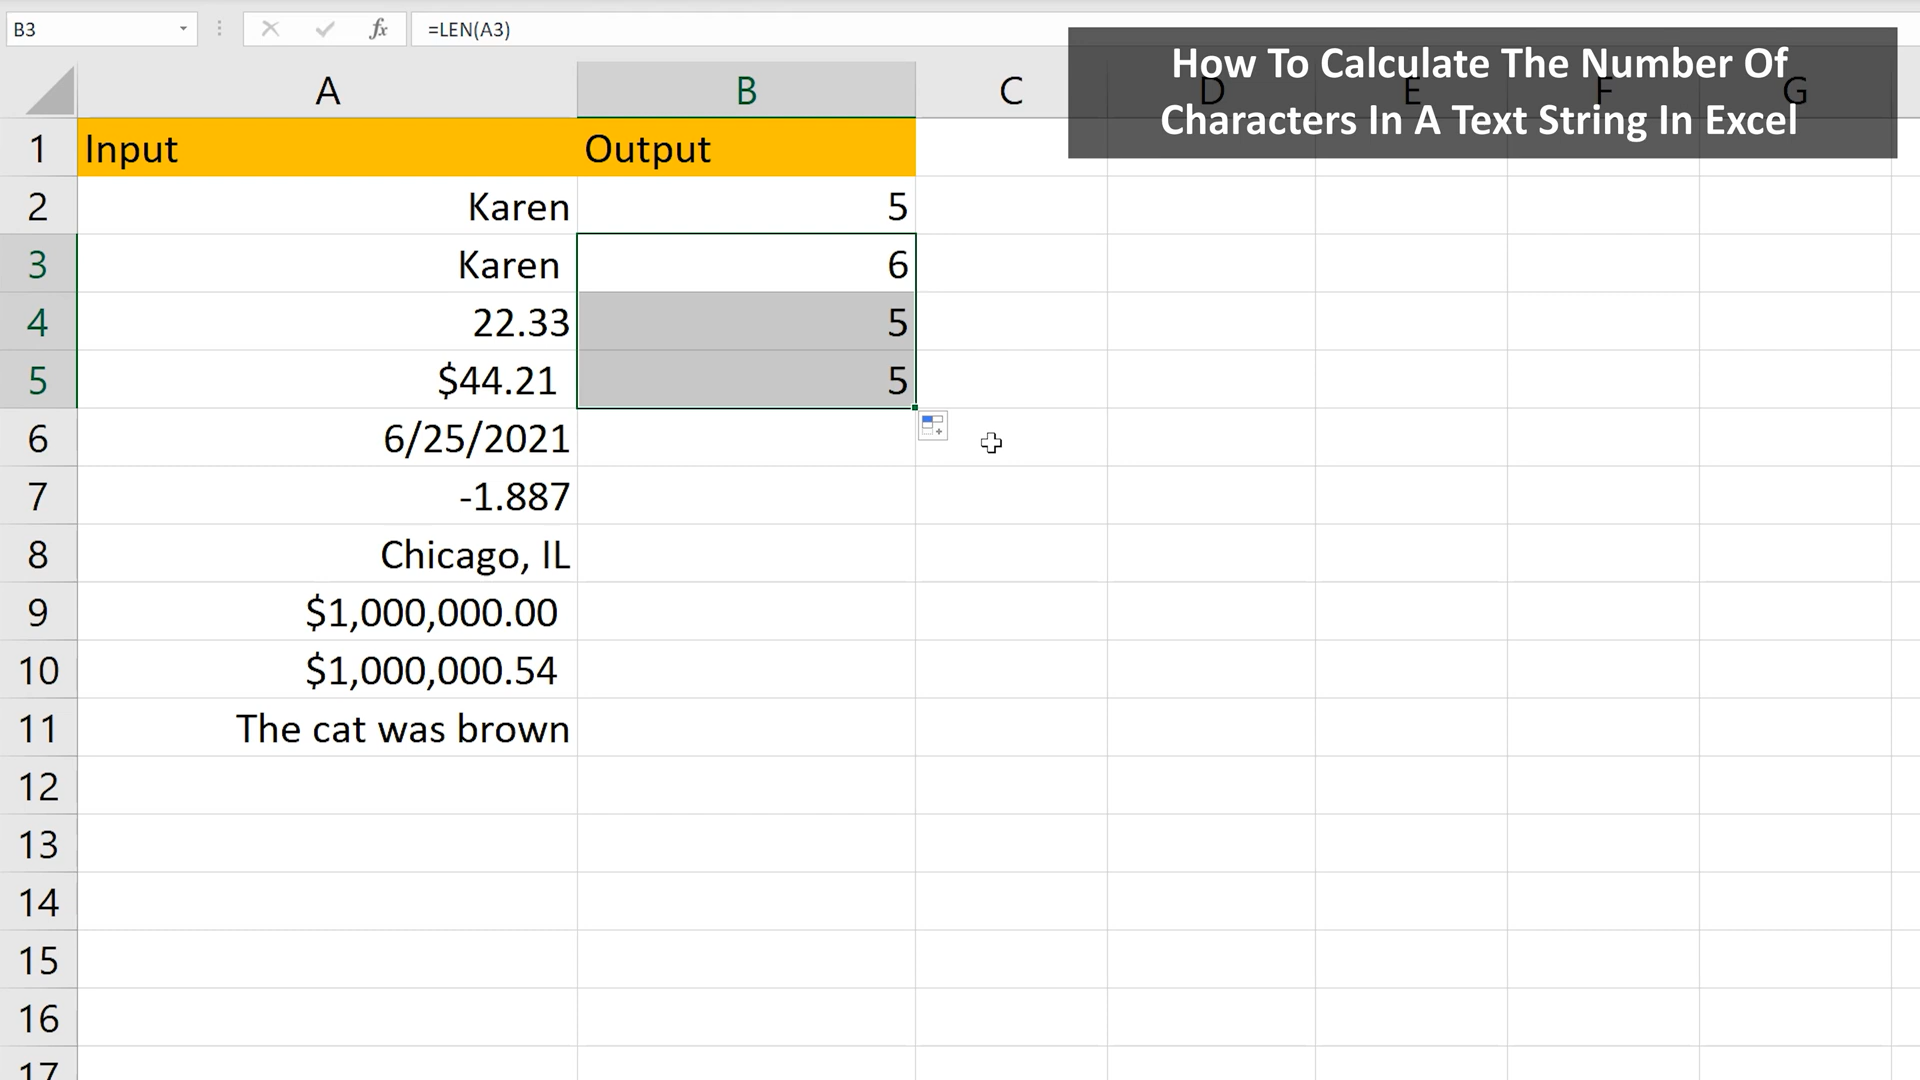 B3
fx
=LEN(A3)
How To Calculate The Number Of
Characters In A Text String In Excel
A B C D E F G
1 Input Output
2 Karen 5
3 Karen 6
4 22.33 5
5 $44.21 5
6 6/25/2021
7 -1.887
8 Chicago, IL
9 $1,000,000.00
10 $1,000,000.54
11 The cat was brown
12
13
14
15
16
17